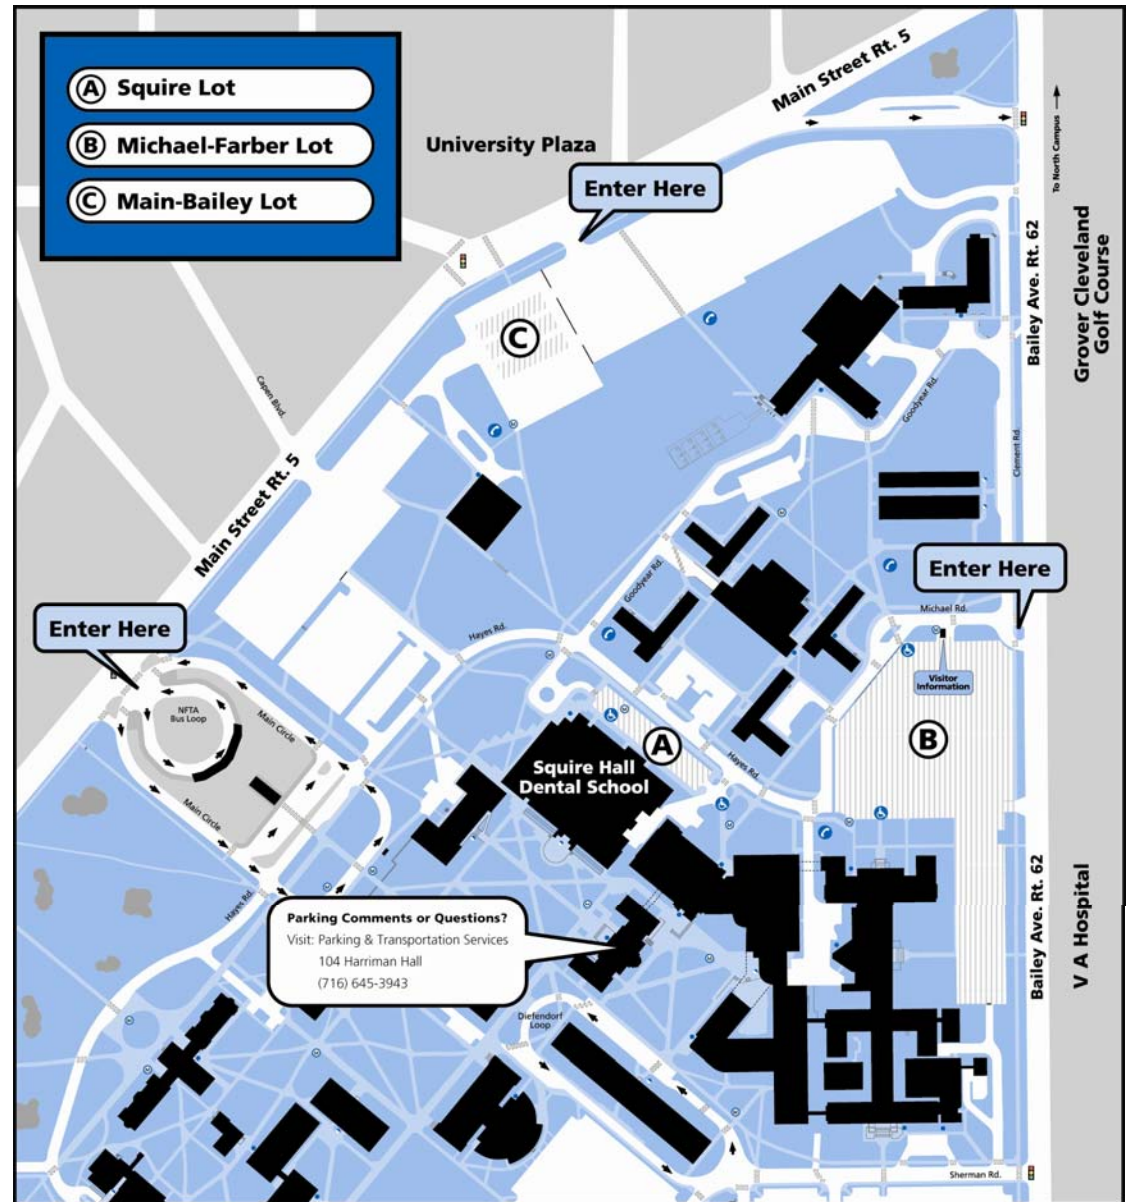 A Squire Lot
B Michael-Farber Lot
C Main-Bailey Lot
Main Street Rt. 5
University Plaza
Enter Here
To North Campus
Bailey Ave. Rt. 62
Grover Cleveland
Golf Course
C
Capen Blvd.
Goodyear Rd.
Clement Rd.
Main Street Rt. 5
Enter Here
Goodyear Rd.
Michael Rd.
Enter Here
Hayes Rd.
Visitor
Information
NFTA
Bus Loop
Main Circle
A
B
Hayes Rd.
Squire Hall
Dental School
Main Circle
Hayes Rd.
Bailey Ave. Rt. 62
V A Hospital
Parking Comments or Questions?
Visit: Parking & Transportation Services
104 Harriman Hall
(716) 645-3943
Diefendorf
Loop
Sherman Rd.